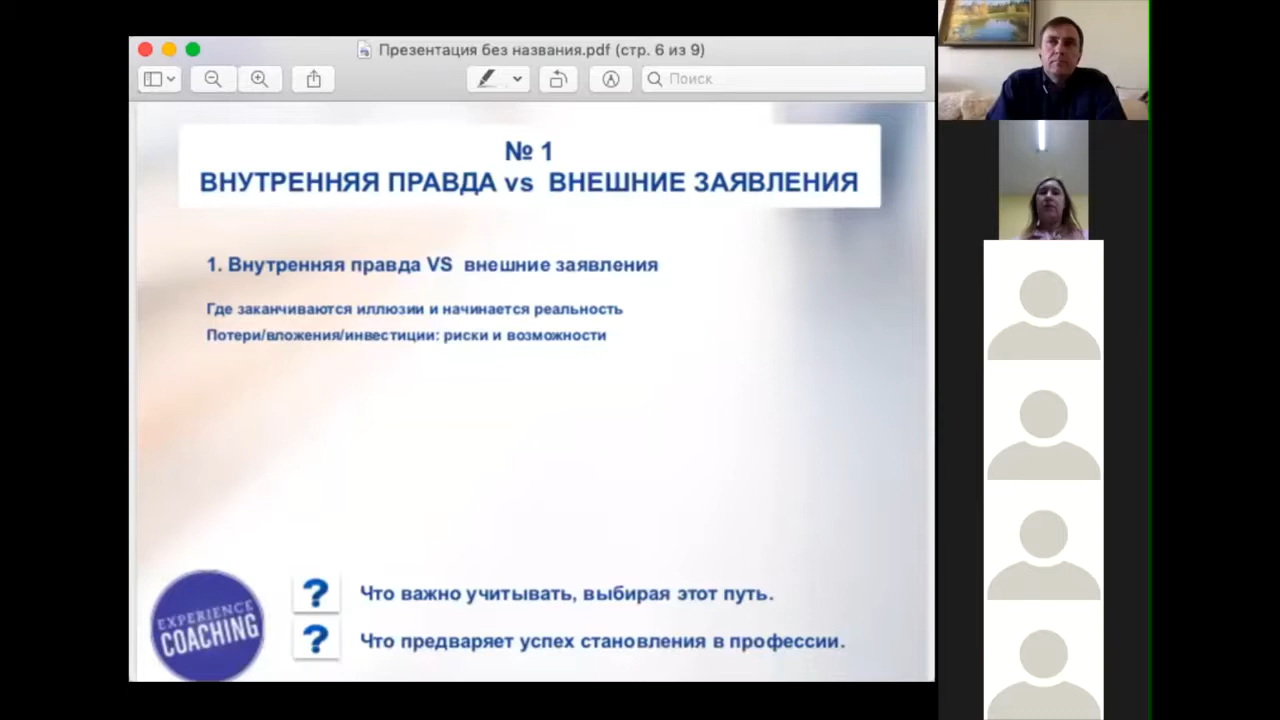 Презентация без названия.pdf (стр. 6 из 9)
Поиск
№ 1
ВНУТРЕННЯЯ ПРАВДА vs ВНЕШНИЕ ЗАЯВЛЕНИЯ
1. Внутренняя правда VS внешние заявления
Где заканчиваются иллюзии и начинается реальность
Потери/вложения/инвестиции: риски и возможности
EXPERIENCE
COACHING
? Что важно учитывать, выбирая этот путь.
? Что предваряет успех становления в профессии.